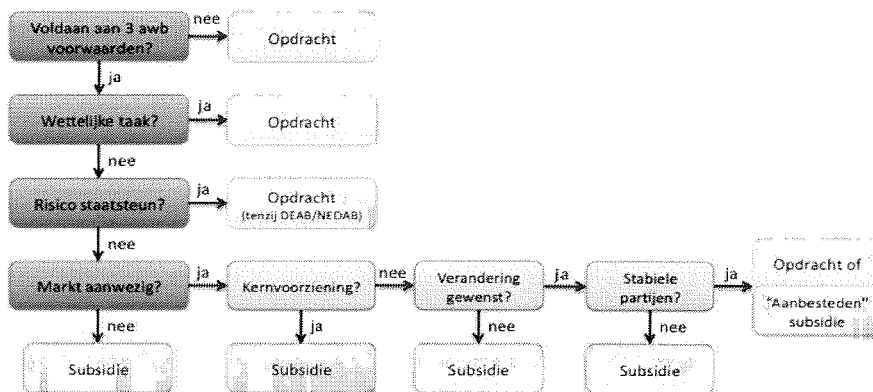 Voldaan aan 3 awb
voorwaarden?
nee
Opdracht
ja
Wettelijke taak?
ja
Opdracht
nee
Risico staatsteun?
ja
Opdracht
(tenzij DEAB/NEDAB)
nee
Markt aanwezig?
ja
Kernvoorziening?
nee
Verandering
gewenst?
ja
Stabiele
partijen?
ja
Opdracht of
"Aanbesteden"
subsidie
nee
Subsidie
ja
Subsidie
nee
Subsidie
nee
Subsidie